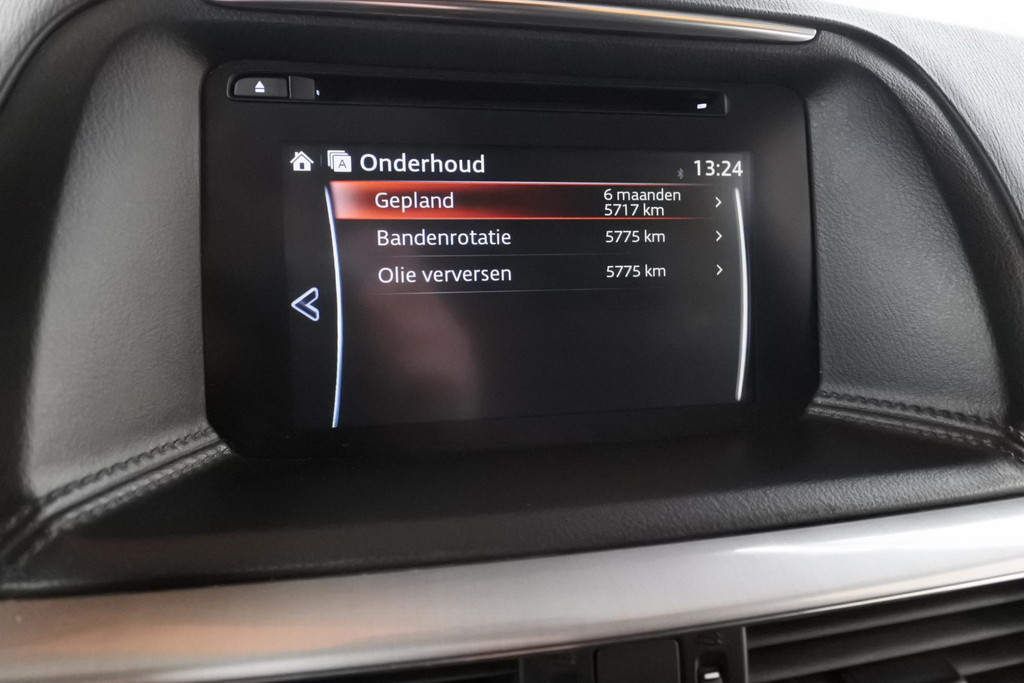 A Onderhoud 13:24
Gepland 6 maanden
5717 km
Bandenrotatie 5775 km
Olie verversen 5775 km